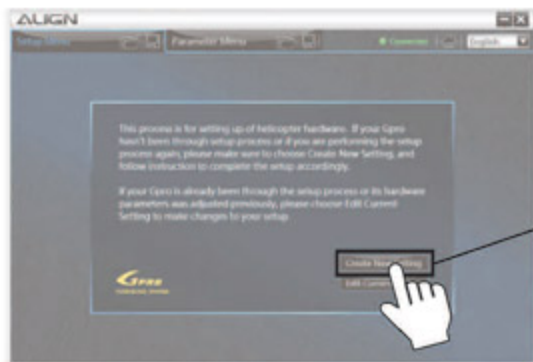 ALIGN
Setup Menu
Parameter Menu
Connected
English
This process is for setting up of helicopter hardware. If your Gpro
hasn't been through setup process or if you are performing the setup
process again, please make sure to choose Create New Setting, and
follow instruction to complete the setup accordingly.
If your Gpro is already been through the setup process or its hardware
parameters was adjusted previously, please choose Edit Current
Setting to make changes to your setup.
Create New Setting
Edit Current
GPRO